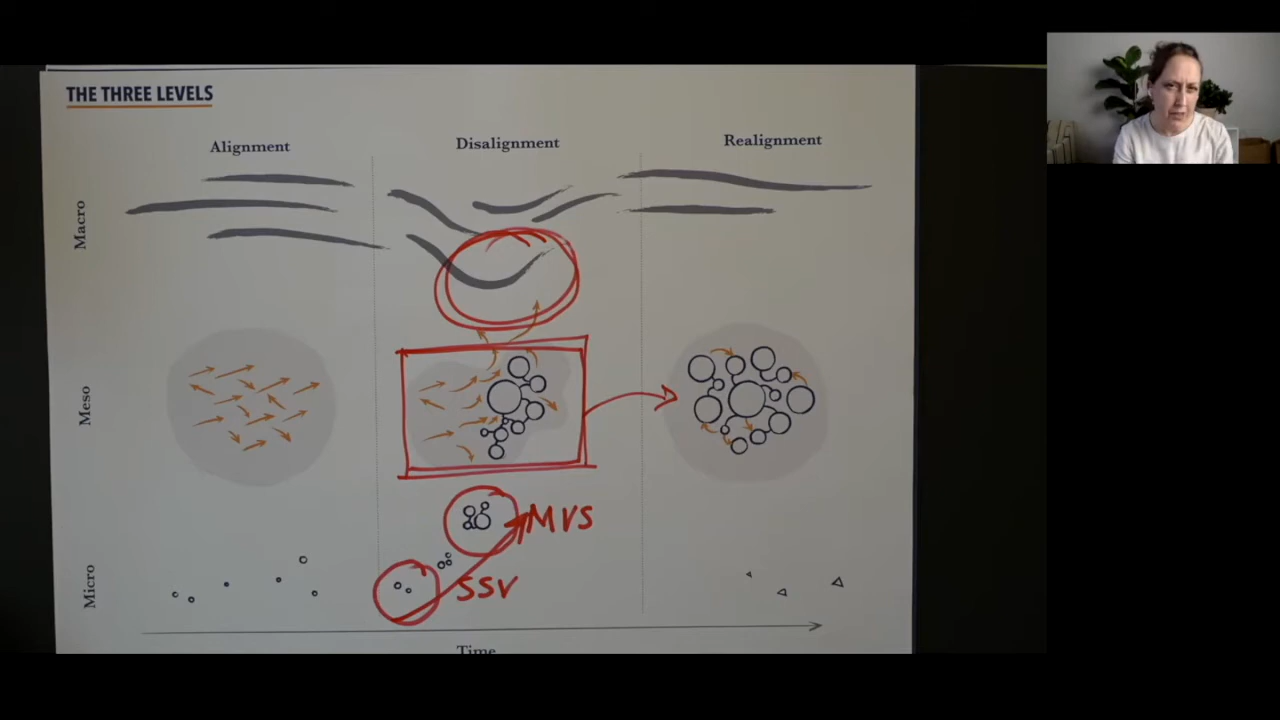 THE THREE LEVELS
Alignment
Disalignment
Realignment
Macro
Meso
MVS
SSV
Micro
Time